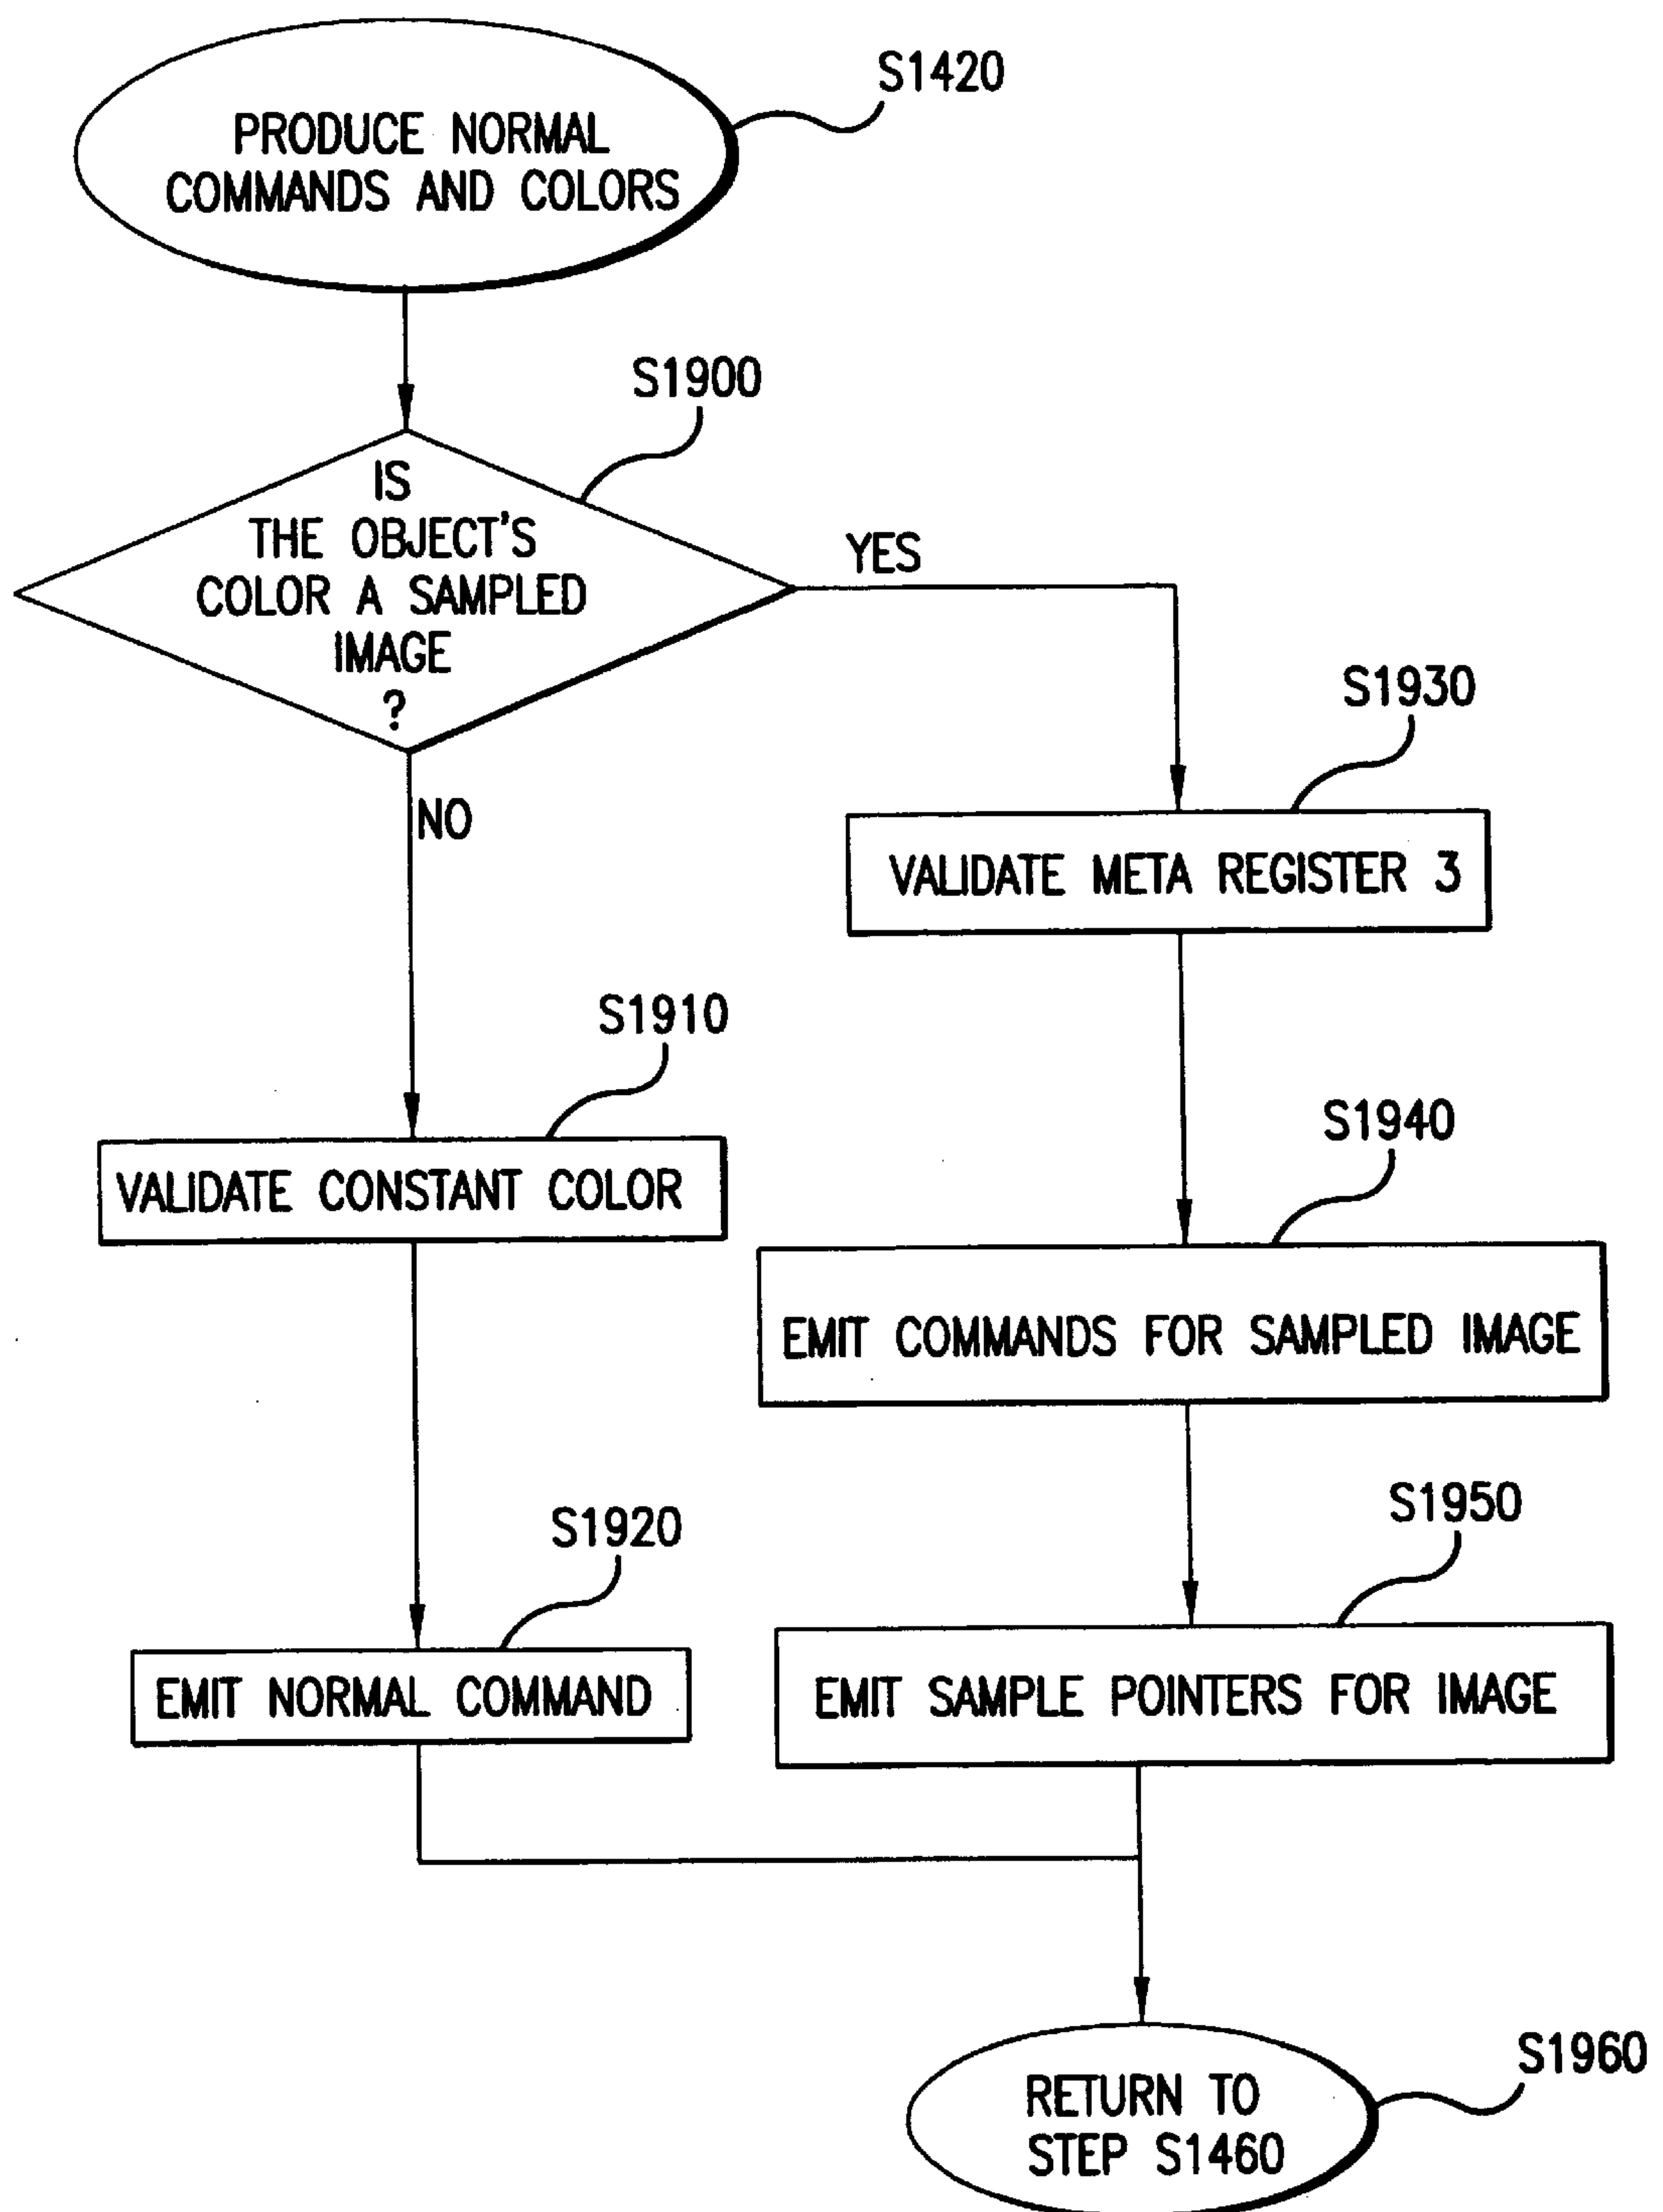 S1420
PRODUCE NORMAL
COMMANDS AND COLORS
S1900
IS
THE OBJECT'S
COLOR A SAMPLED
IMAGE
?
YES
NO
S1930
VALIDATE META REGISTER 3
S1910
VALIDATE CONSTANT COLOR
S1940
EMIT COMMANDS FOR SAMPLED IMAGE
S1920
EMIT NORMAL COMMAND
S1950
EMIT SAMPLE POINTERS FOR IMAGE
S1960
RETURN TO
STEP S1460